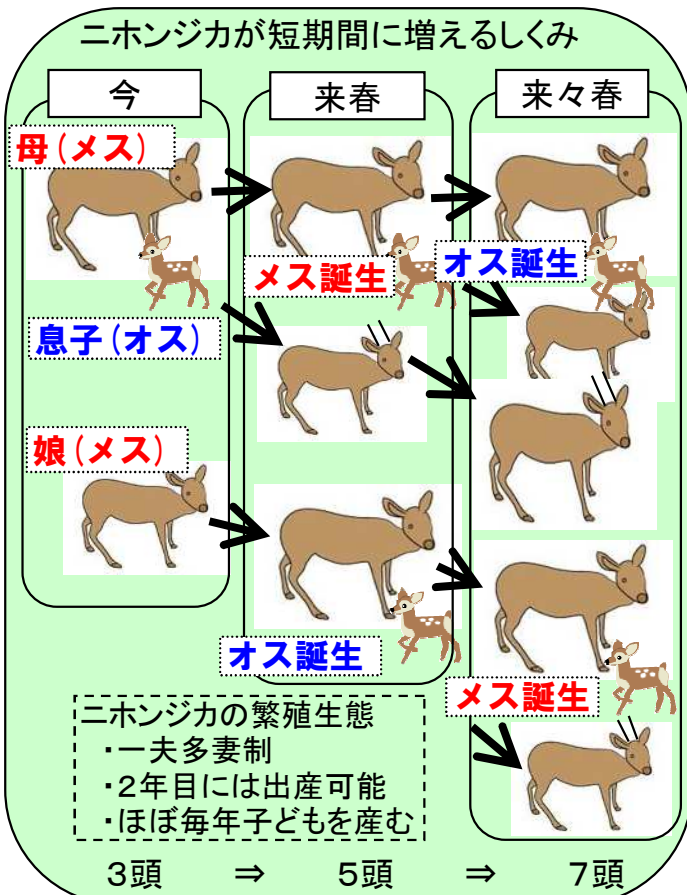 ニホンジカが短期間に増えるしくみ
今
来春
来々春
母(メス)
メス誕生
オス誕生
息子(オス)
娘(メス)
オス誕生
メス誕生
ニホンジカの繁殖生態
・一夫多妻制
・2年目には出産可能
・ほぼ毎年子どもを産む
3頭 ⇒ 5頭 ⇒ 7頭